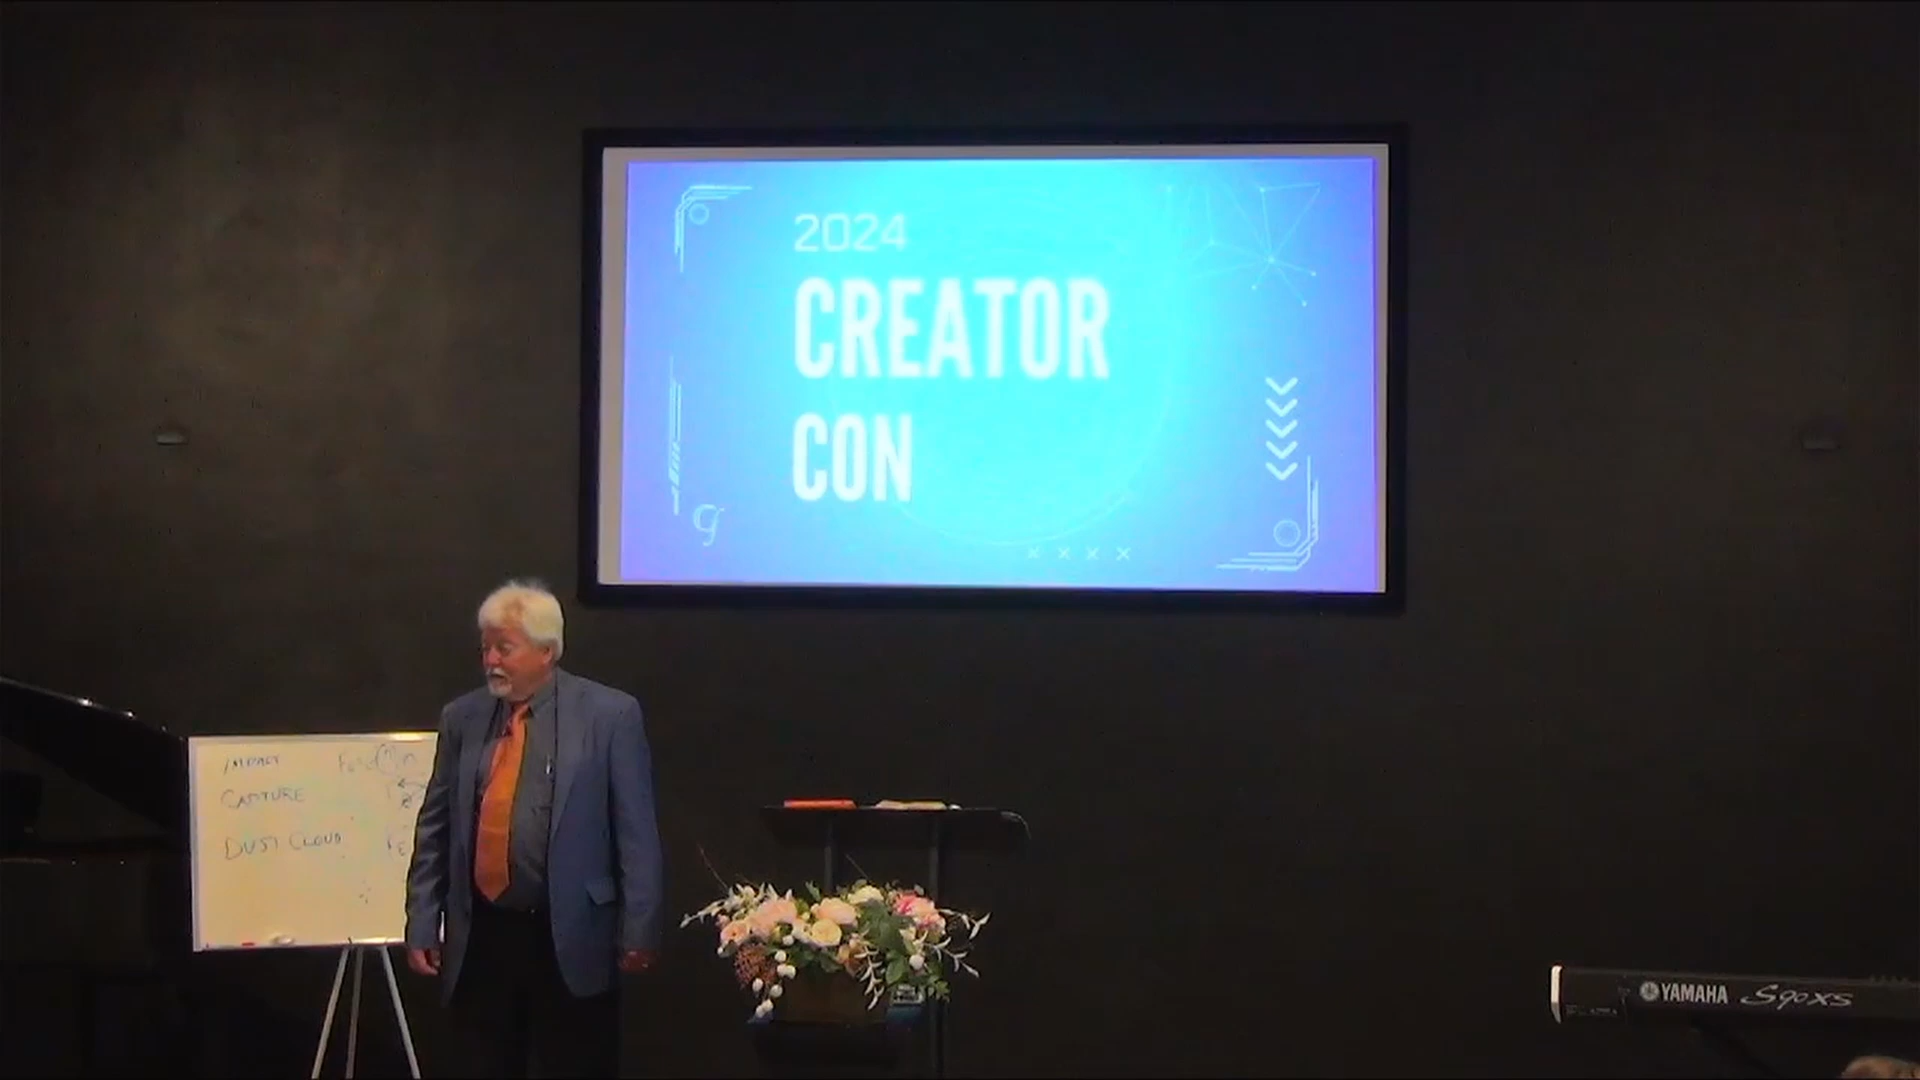 2024
CREATOR
CON
IMPACT
CAPTURE
DUST CLOUD
YAMAHA S90XS